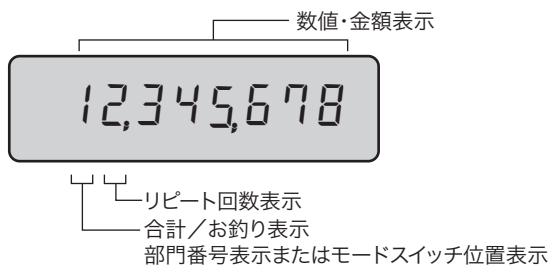 数値・金額表示
12,345,678
リピート回数表示
合計／お釣り表示
部門番号表示またはモードスイッチ位置表示